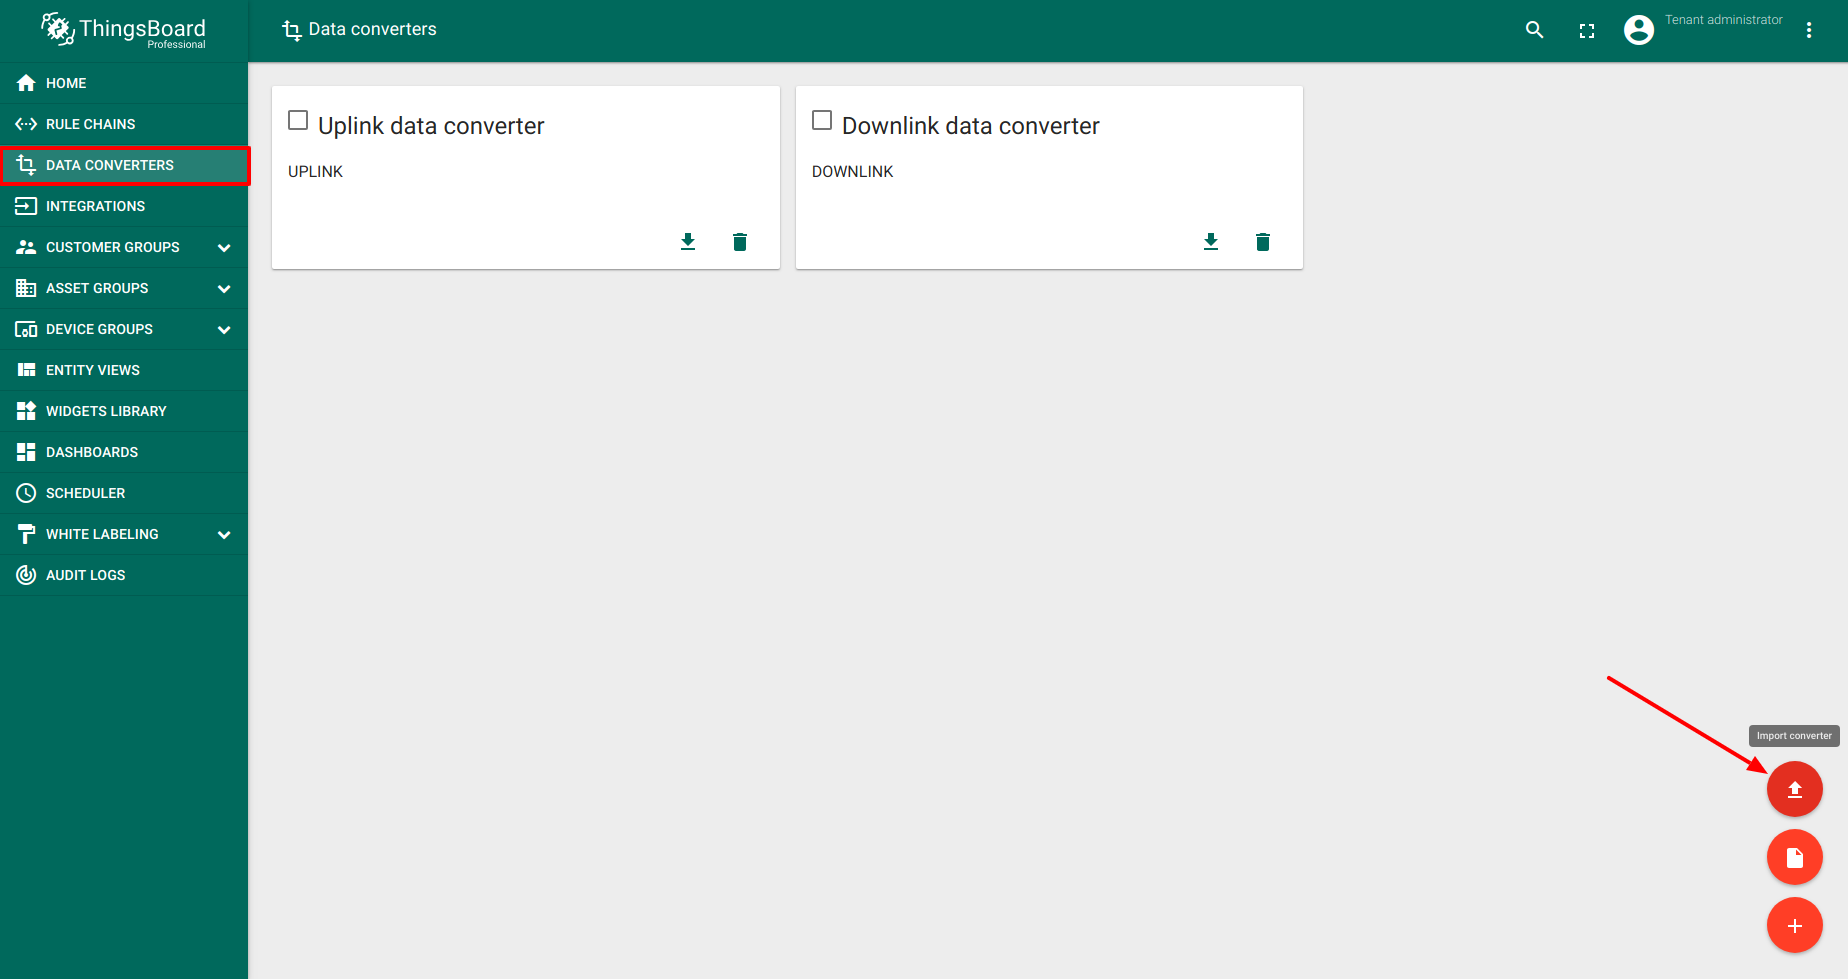 ThingsBoard
Professional
Data converters
Tenant administrator
HOME
RULE CHAINS
DATA CONVERTERS
INTEGRATIONS
CUSTOMER GROUPS
ASSET GROUPS
DEVICE GROUPS
ENTITY VIEWS
WIDGETS LIBRARY
DASHBOARDS
SCHEDULER
WHITE LABELING
AUDIT LOGS
Uplink data converter
UPLINK
Downlink data converter
DOWNLINK
Import converter